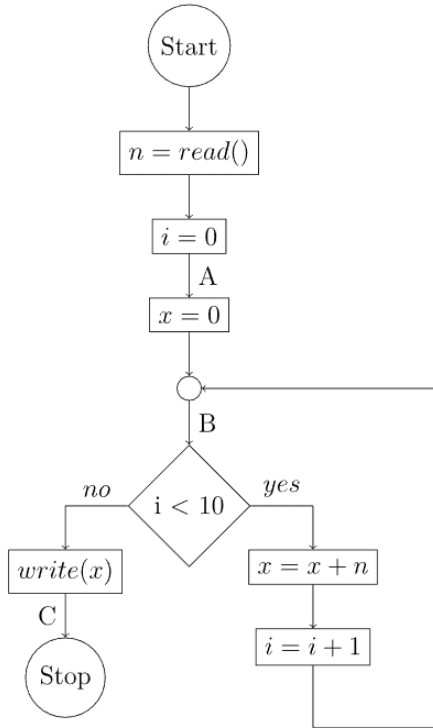 Start
n = read()
i = 0
A
x = 0
B
no
yes
i < 10
write(x)
x = x + n
C
i = i + 1
Stop